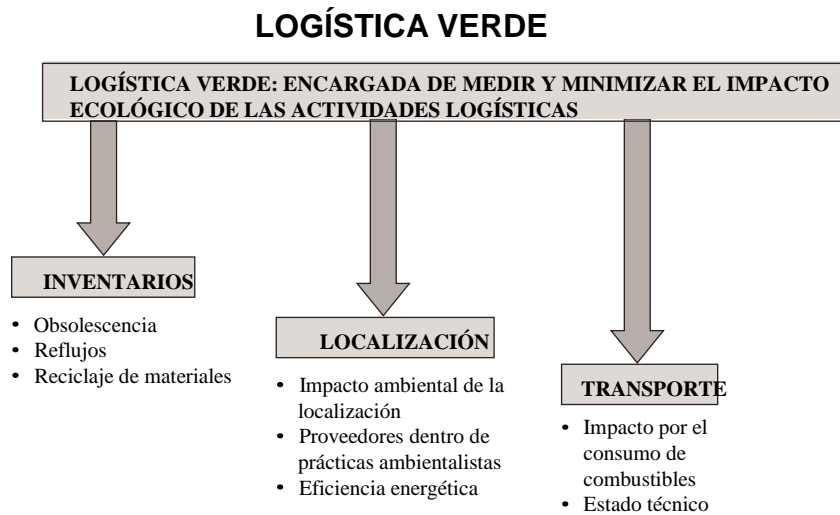 LOGÍSTICA VERDE
LOGÍSTICA VERDE: ENCARGADA DE MEDIR Y MINIMIZAR EL IMPACTO
ECOLÓGICO DE LAS ACTIVIDADES LOGÍSTICAS
INVENTARIOS
• Obsolescencia
• Reflujos
• Reciclaje de materiales
LOCALIZACIÓN
• Impacto ambiental de la
localización
• Proveedores dentro de
prácticas ambientalistas
• Eficiencia energética
TRANSPORTE
• Impacto por el
consumo de
combustibles
• Estado técnico